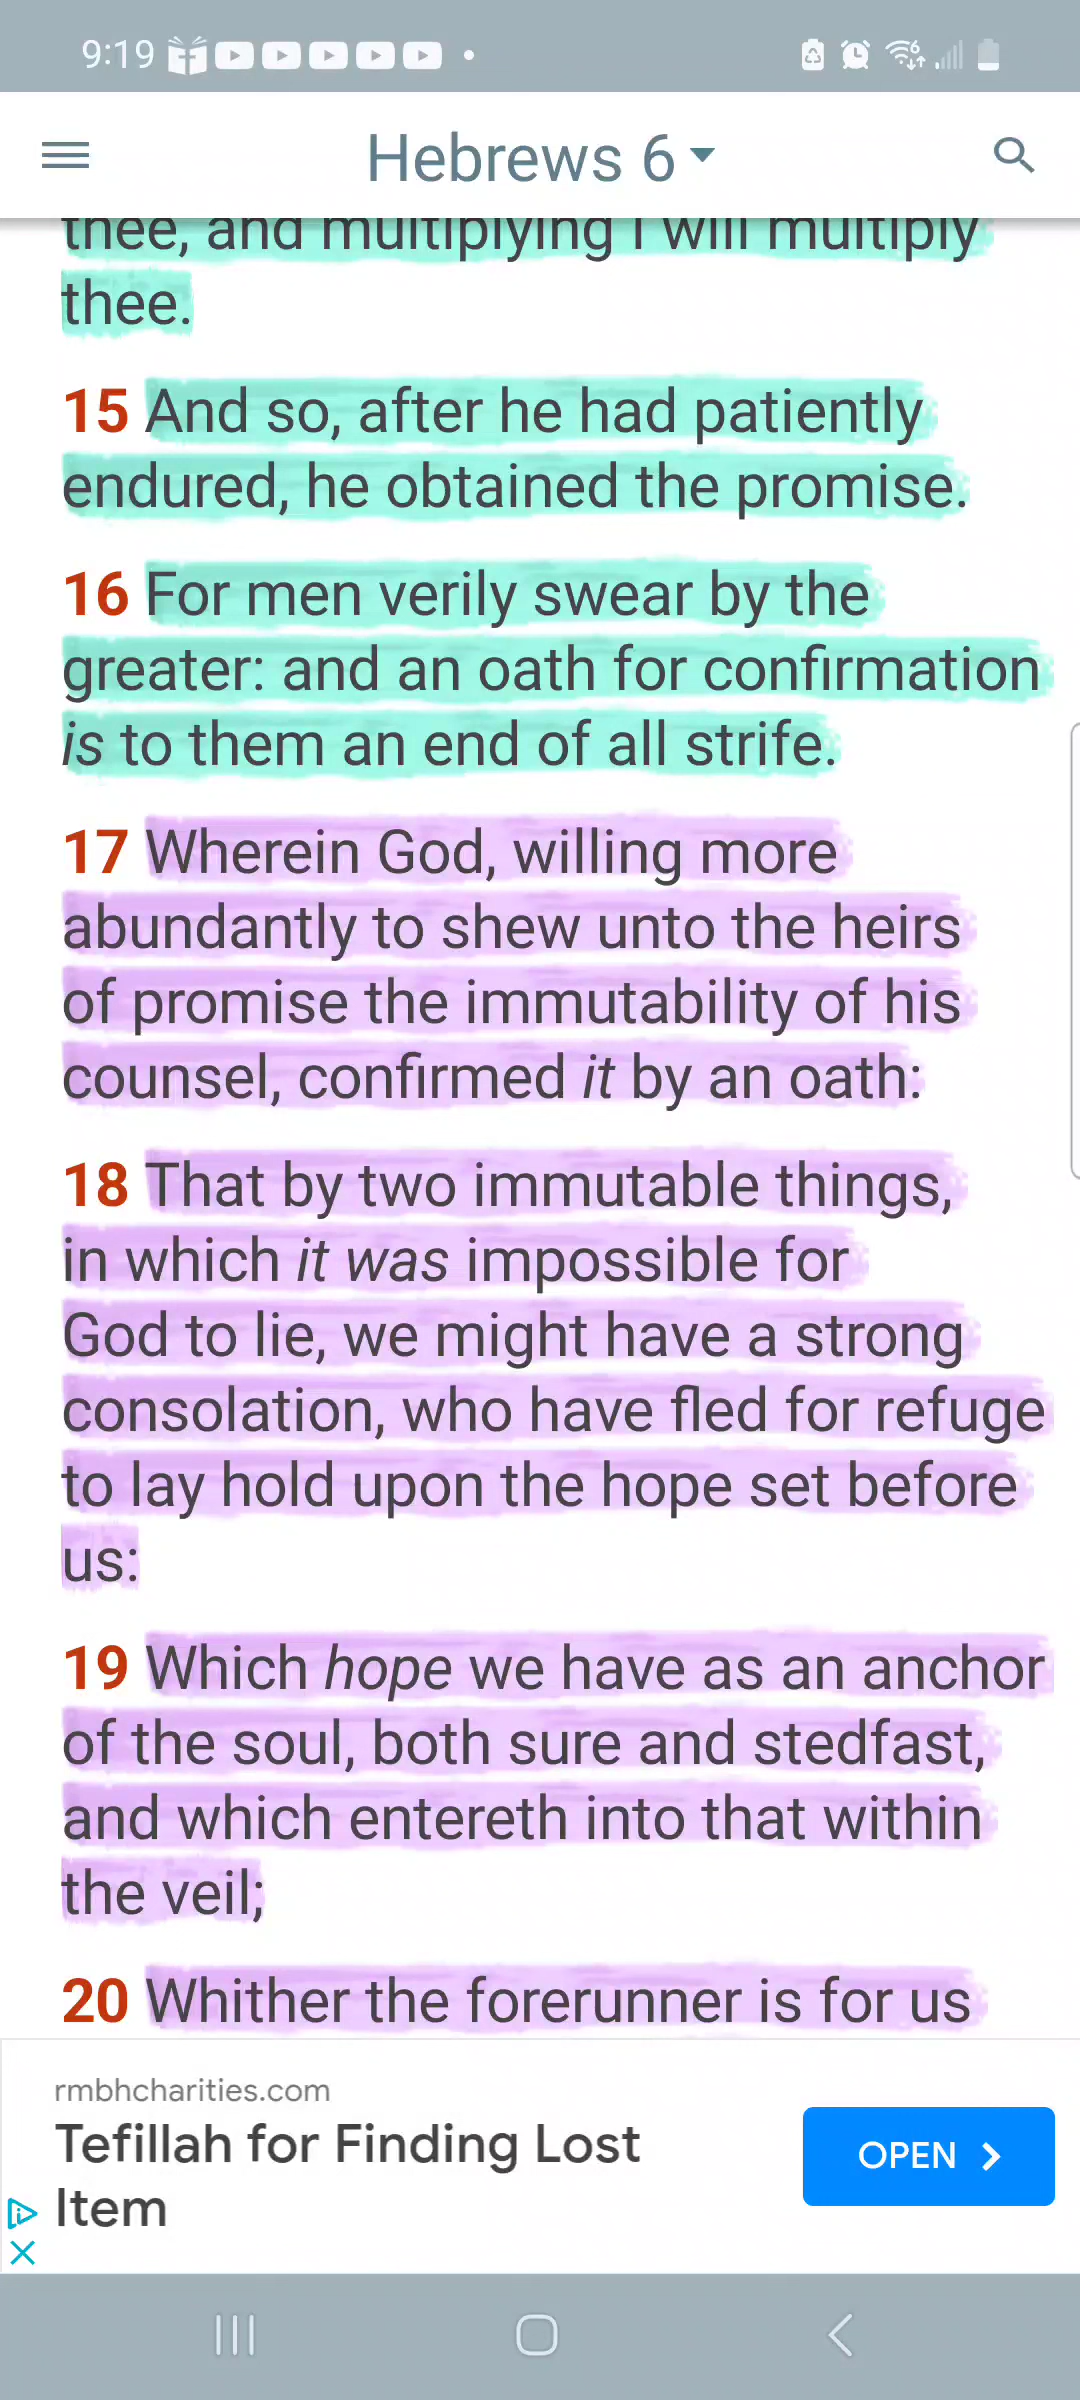 9:19
Hebrews 6
thee, and multiplying I will multiply
thee.
15 And so, after he had patiently
endured, he obtained the promise.
16 For men verily swear by the
greater: and an oath for confirmation
is to them an end of all strife.
17 Wherein God, willing more
abundantly to shew unto the heirs
of promise the immutability of his
counsel, confirmed it by an oath:
18 That by two immutable things,
in which it was impossible for
God to lie, we might have a strong
consolation, who have fled for refuge
to lay hold upon the hope set before
us:
19 Which hope we have as an anchor
of the soul, both sure and stedfast,
and which entereth into that within
the veil;
20 Whither the forerunner is for us
rmbhcharities.com
Tefillah for Finding Lost
Item
OPEN